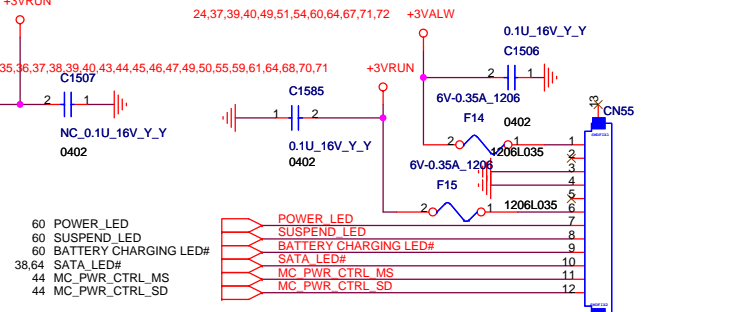 +3VRUN
24,37,39,40,49,51,54,60,64,67,71,72 +3VALW
0.1U_16V_Y_Y
C1506
2 1
35,36,37,38,39,40,43,44,45,46,47,49,50,55,59,61,64,68,70,71 +3VRUN
C1507
2 1
NC_0.1U_16V_Y_Y
0402
C1585
1 2
0.1U_16V_Y_Y
0402
6V-0.35A_1206
F14
0402
2 1
1206L035
6V-0.35A_1206
F15
2 1
1206L035
13
CN55
1
2
3
4
5
6
7
8
9
10
11
12
60 POWER_LED POWER_LED
60 SUSPEND_LED SUSPEND_LED
60 BATTERY CHARGING LED# BATTERY CHARGING LED#
38,64 SATA_LED# SATA_LED#
44 MC_PWR_CTRL_MS MC_PWR_CTRL_MS
44 MC_PWR_CTRL_SD MC_PWR_CTRL_SD